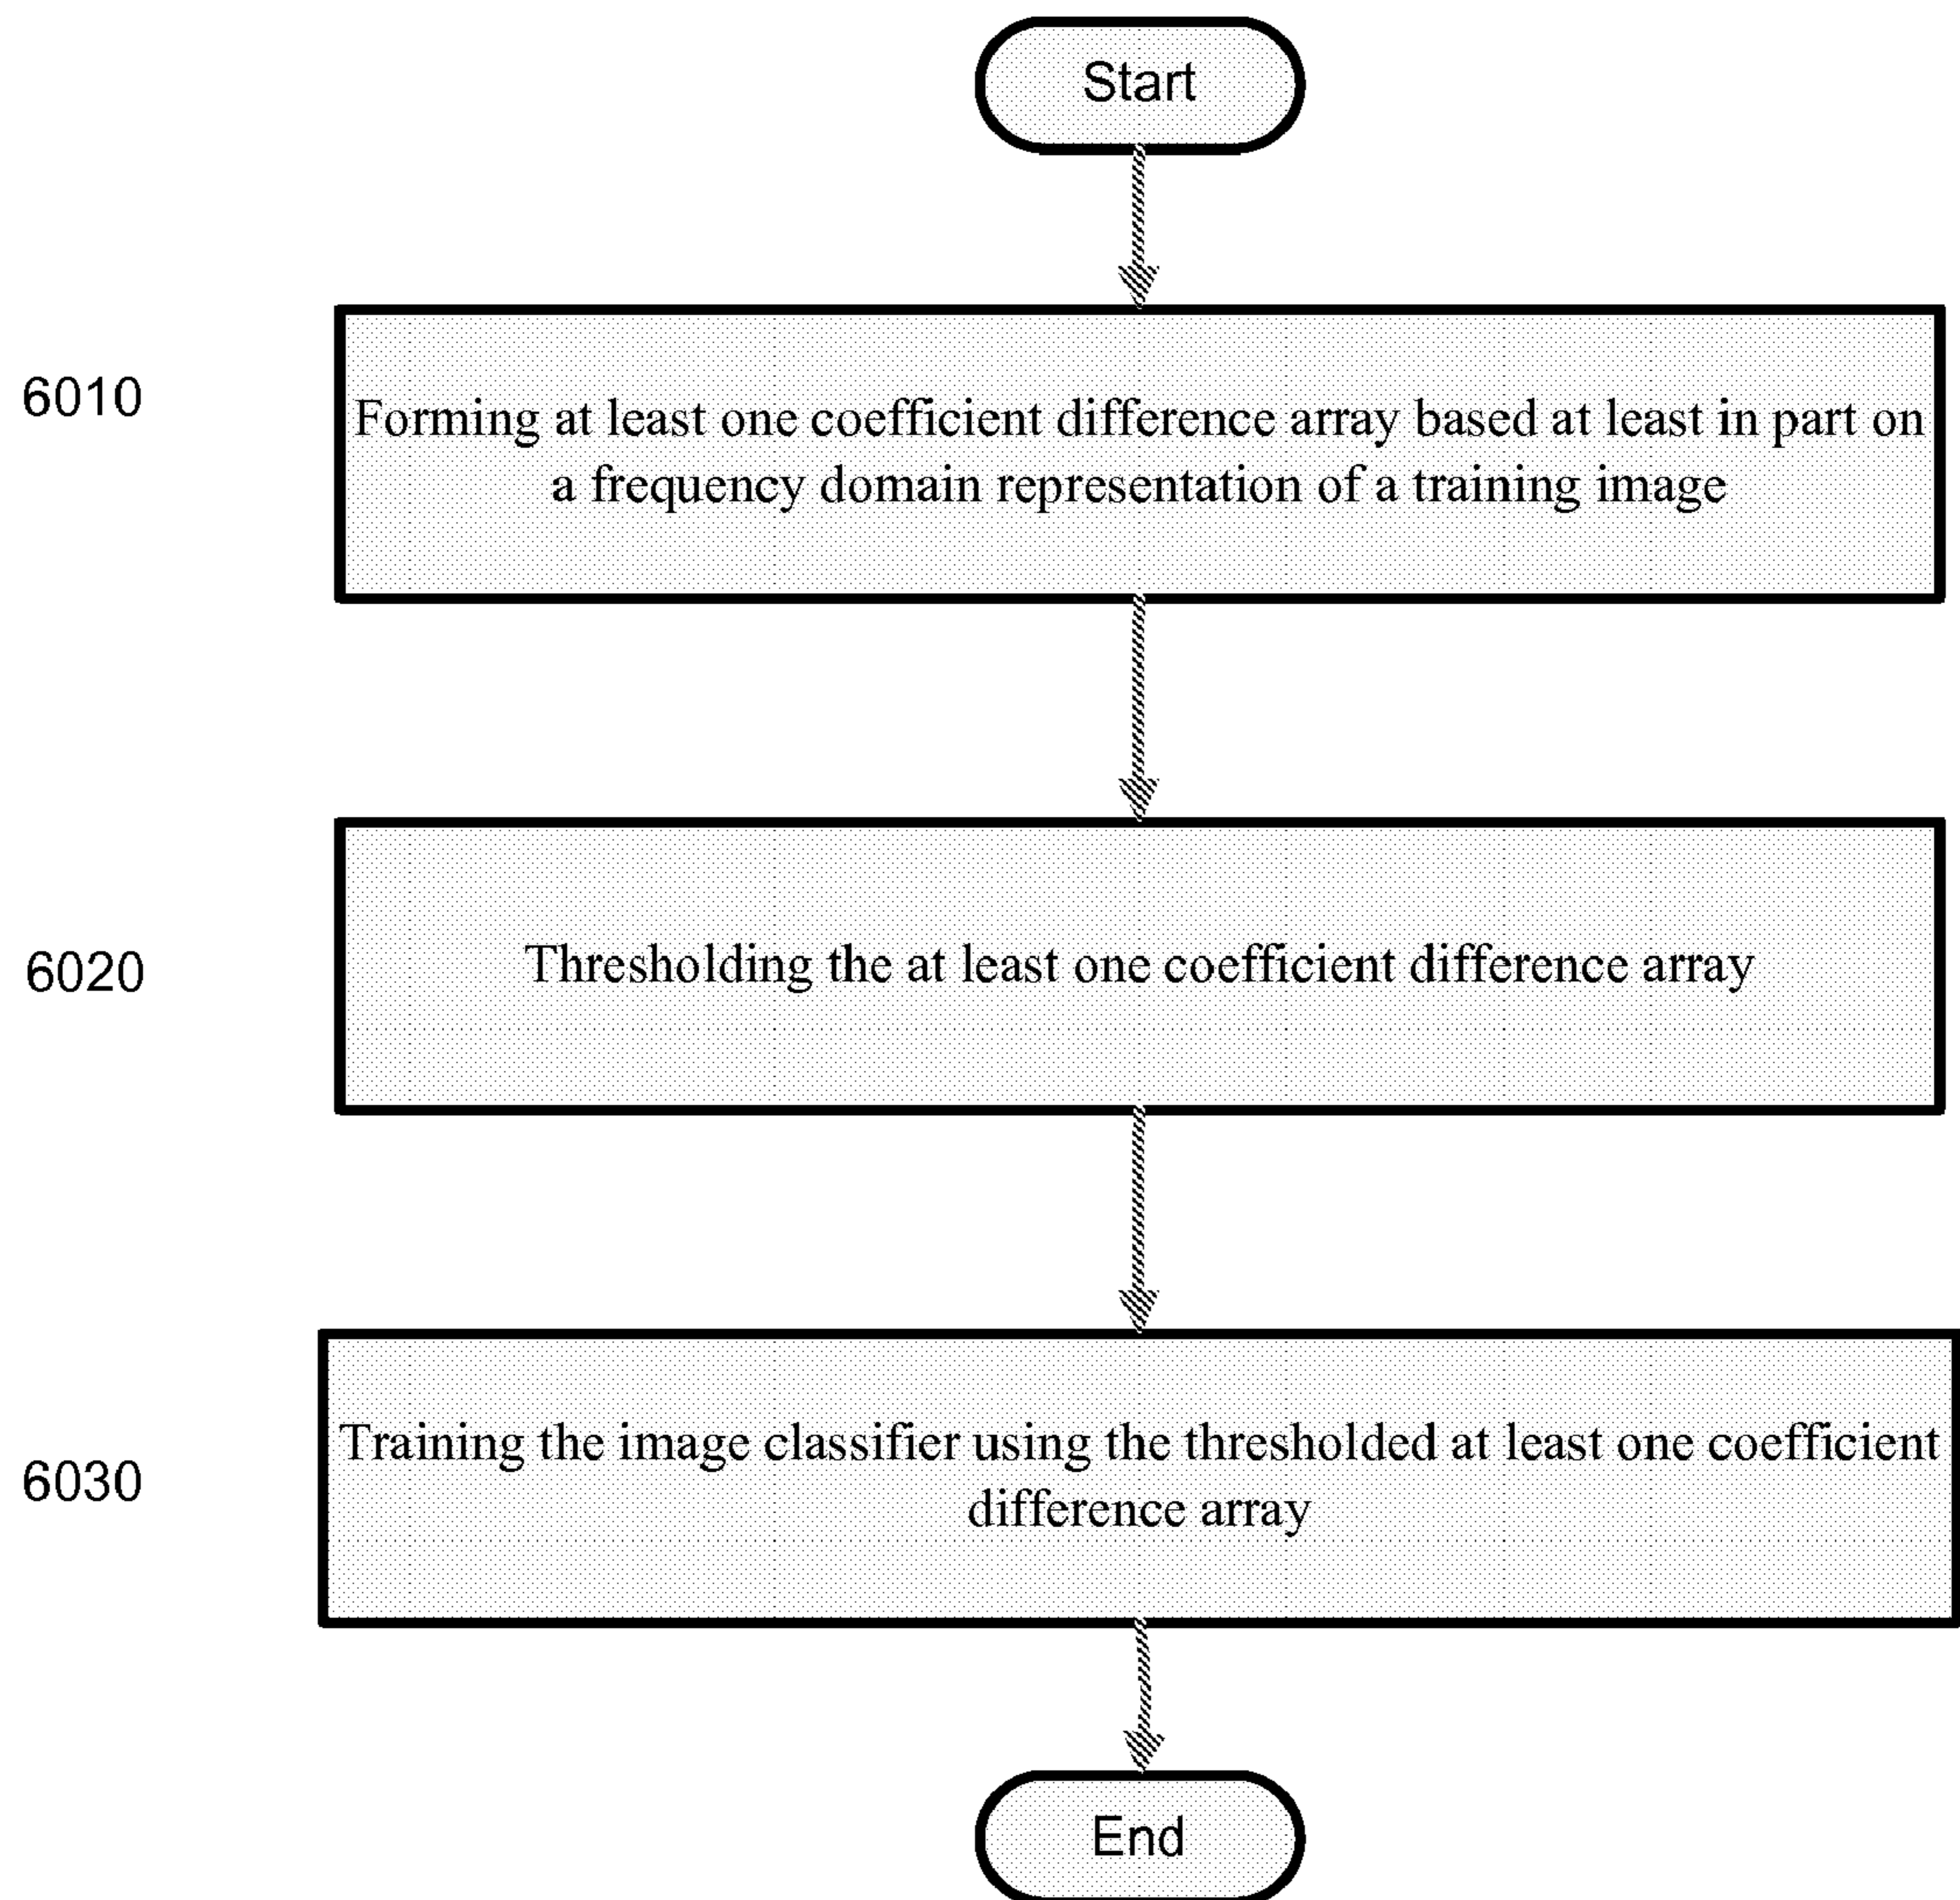 Start
6010
Forming at least one coefficient difference array based at least in part on
a frequency domain representation of a training image
6020
Thresholding the at least one coefficient difference array
6030
Training the image classifier using the thresholded at least one coefficient
difference array
End